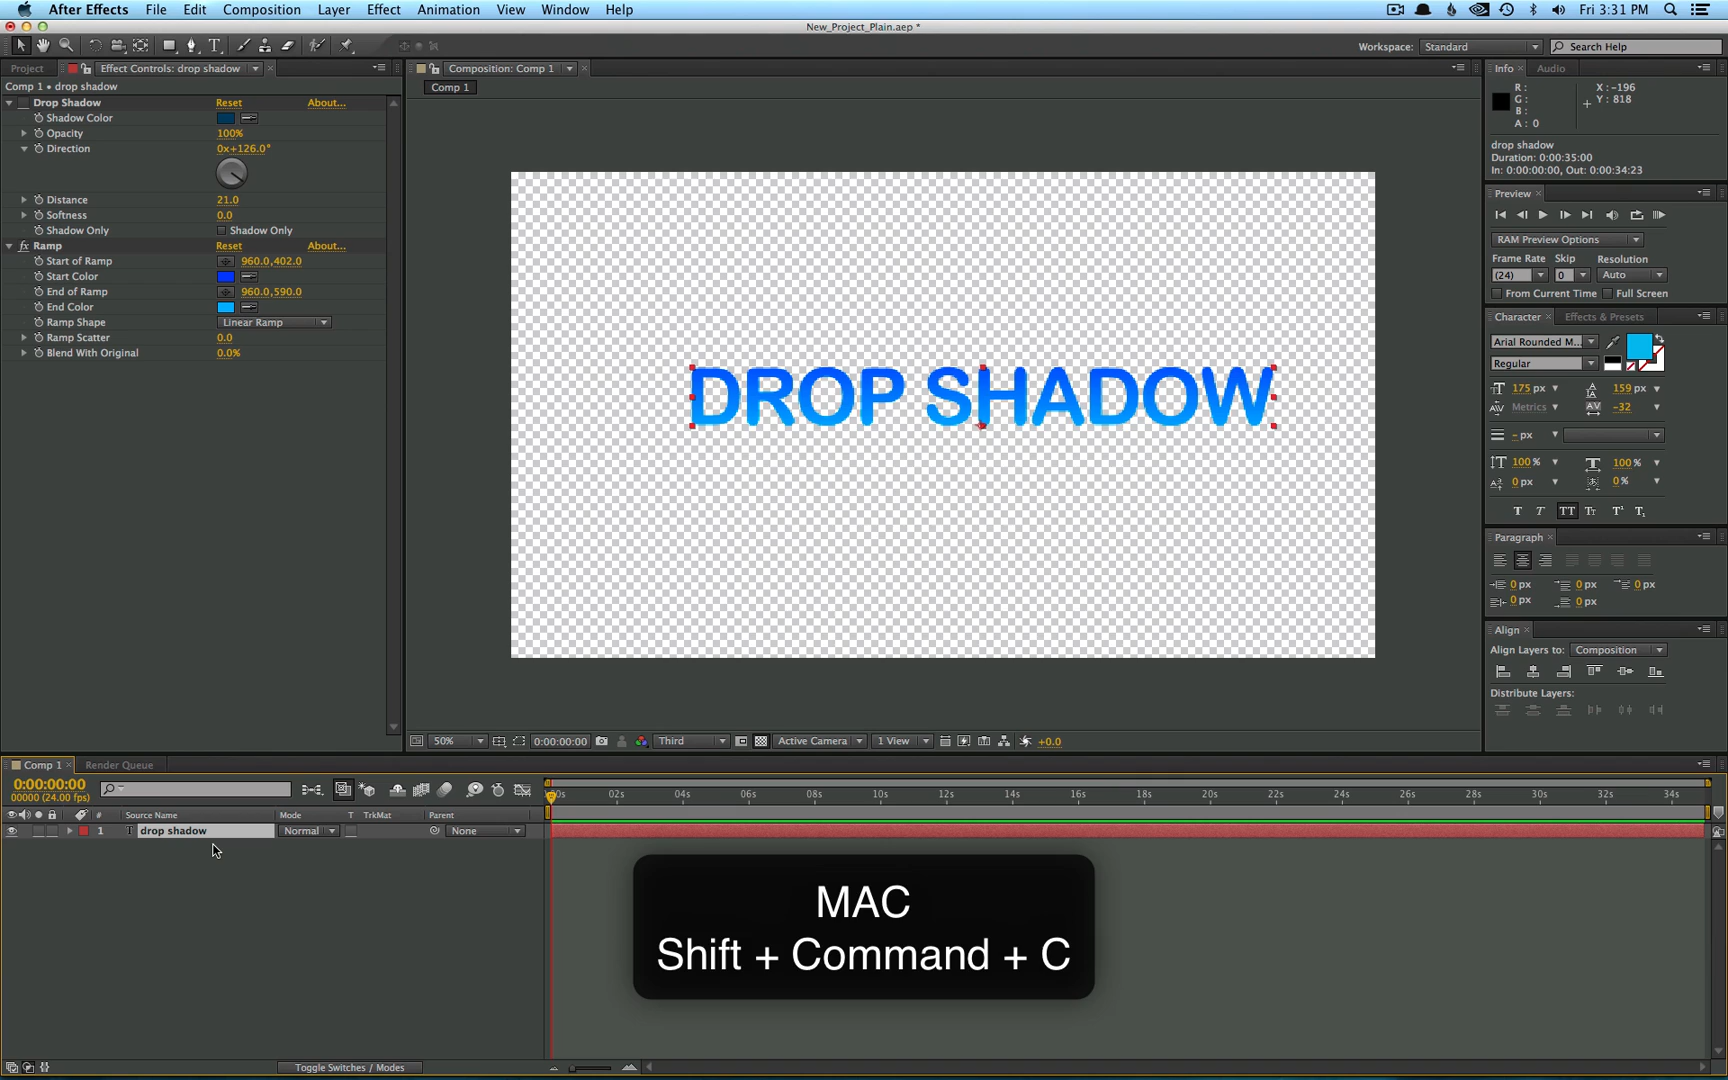 After Effects File Edit Composition Layer Effect Animation View Window Help Fri 3:31 PM
New_Project_Plain.aep *
Workspace: Standard Search Help
Project Effect Controls: drop shadow
Comp 1 • drop shadow
Drop Shadow Reset About...
Shadow Color
Opacity 100%
Direction 0x+126.0°
Distance 21.0
Softness 0.0
Shadow Only Shadow Only
fx Ramp Reset About...
Start of Ramp 960.0,402.0
Start Color
End of Ramp 960.0,590.0
End Color
Ramp Shape Linear Ramp
Ramp Scatter 0.0
Blend With Original 0.0%
Composition: Comp 1
Comp 1
DROP SHADOW
50% 0:00:00:00 Third Active Camera 1 View +0.0
Info Audio
R: X: -196
G: Y: 818
B:
A: 0
drop shadow
Duration: 0:00:35:00
In: 0:00:00:00, Out: 0:00:34:23
Preview
RAM Preview Options
Frame Rate Skip Resolution
(24) 0 Auto
From Current Time Full Screen
Character Effects & Presets
Arial Rounded M...
Regular
175 px 159 px
Metrics -32
- px
100% 100%
0 px 0%
T T TT Tt T¹ T₁
Paragraph
0 px 0 px 0 px
0 px 0 px
Align
Align Layers to: Composition
Distribute Layers:
Comp 1 Render Queue
0:00:00:00
00000 (24.00 fps)
:00s 02s 04s 06s 08s 10s 12s 14s 16s 18s 20s 22s 24s 26s 28s 30s 32s 34s
# Source Name Mode T TrkMat Parent
1 T drop shadow Normal None
MAC
Shift + Command + C
Toggle Switches / Modes